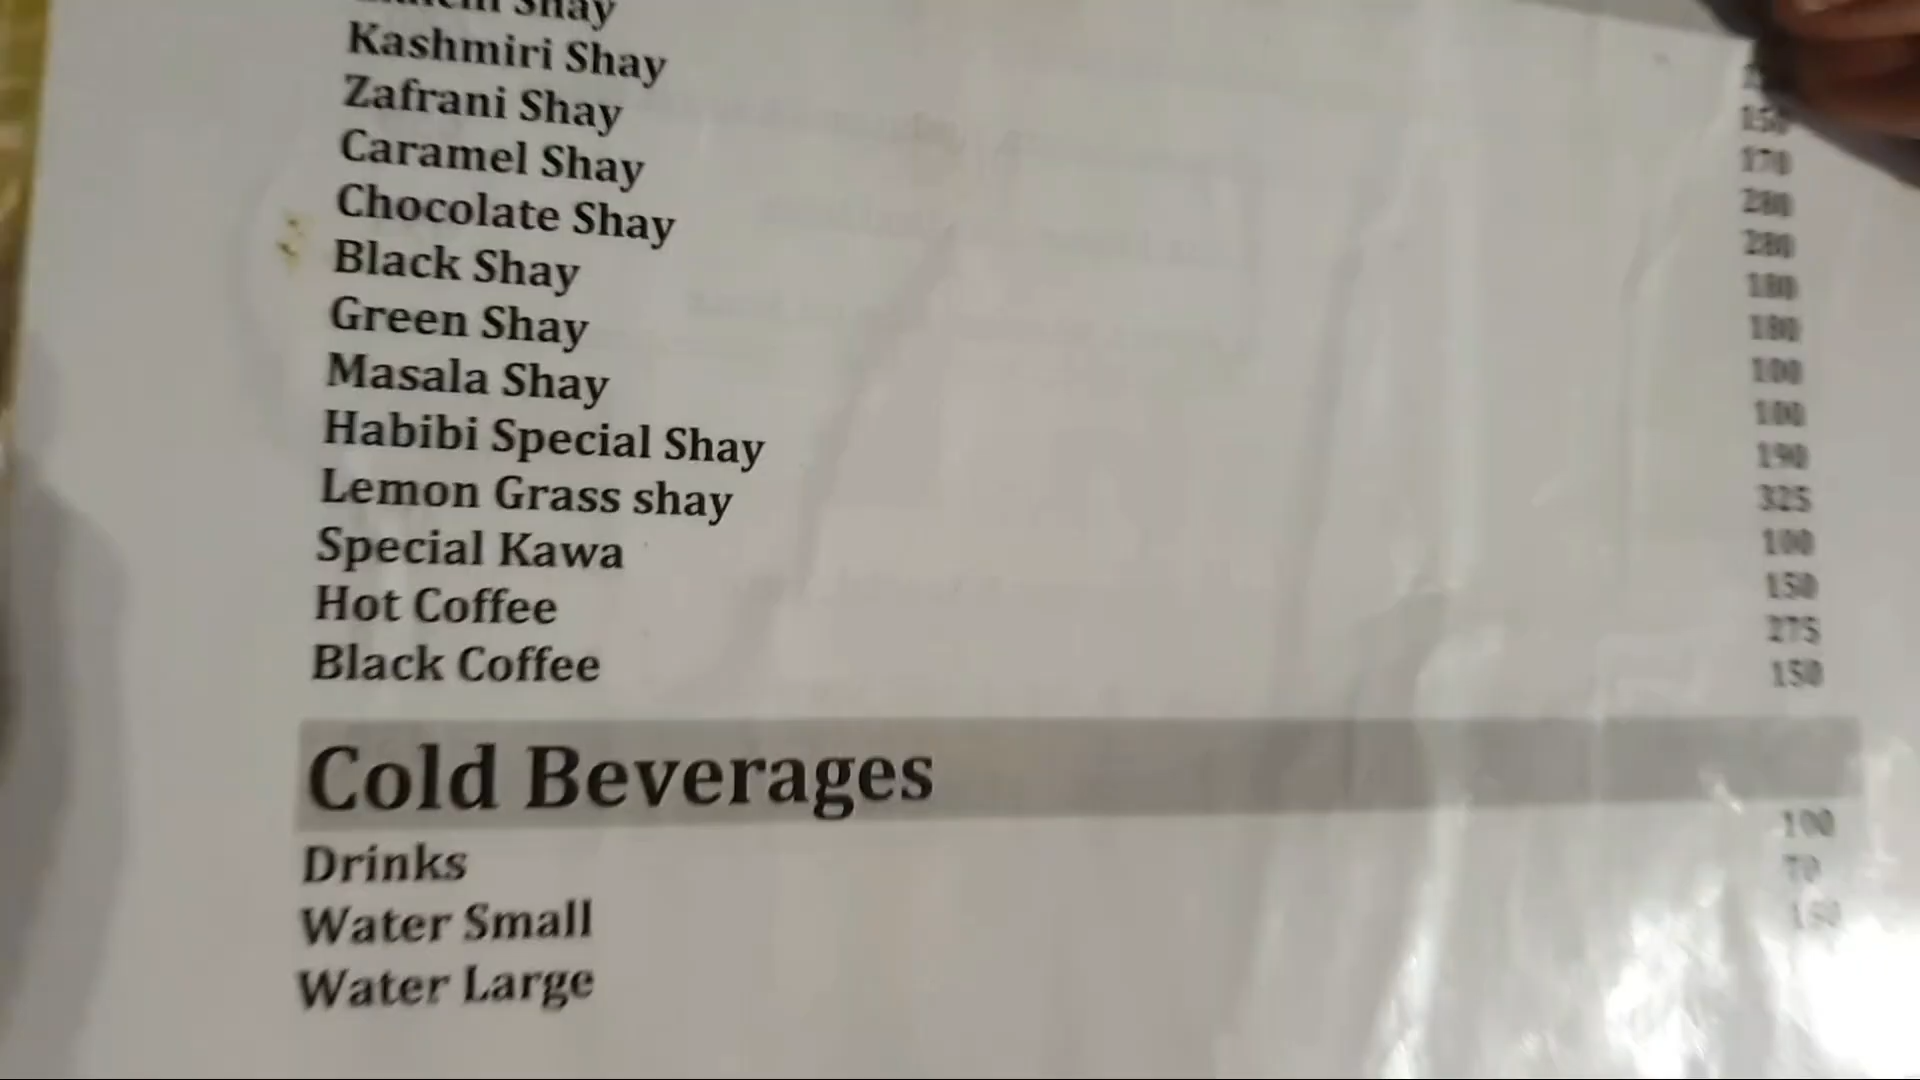 Shay 170
Kashmiri Shay 280
Zafrani Shay 280
Caramel Shay 180
Chocolate Shay 180
Black Shay 100
Green Shay 100
Masala Shay 190
Habibi Special Shay 325
Lemon Grass shay 100
Special Kawa 150
Hot Coffee 275
Black Coffee 150
Cold Beverages
Drinks 100
Water Small 70
Water Large